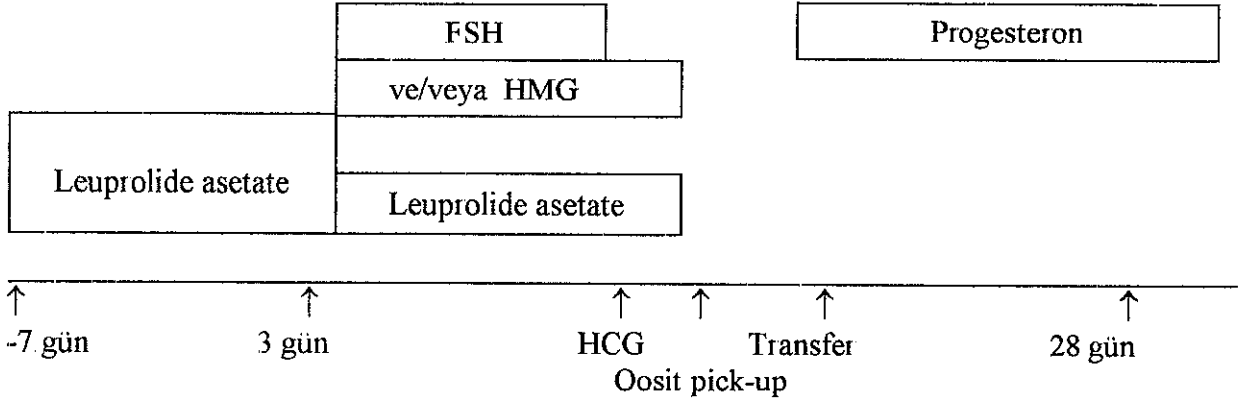 FSH
Progesteron
ve/veya HMG
Leuprolide asetate
Leuprolide asetate
-7 gün
3 gün
HCG
Transfer
28 gün
Oosit pick-up